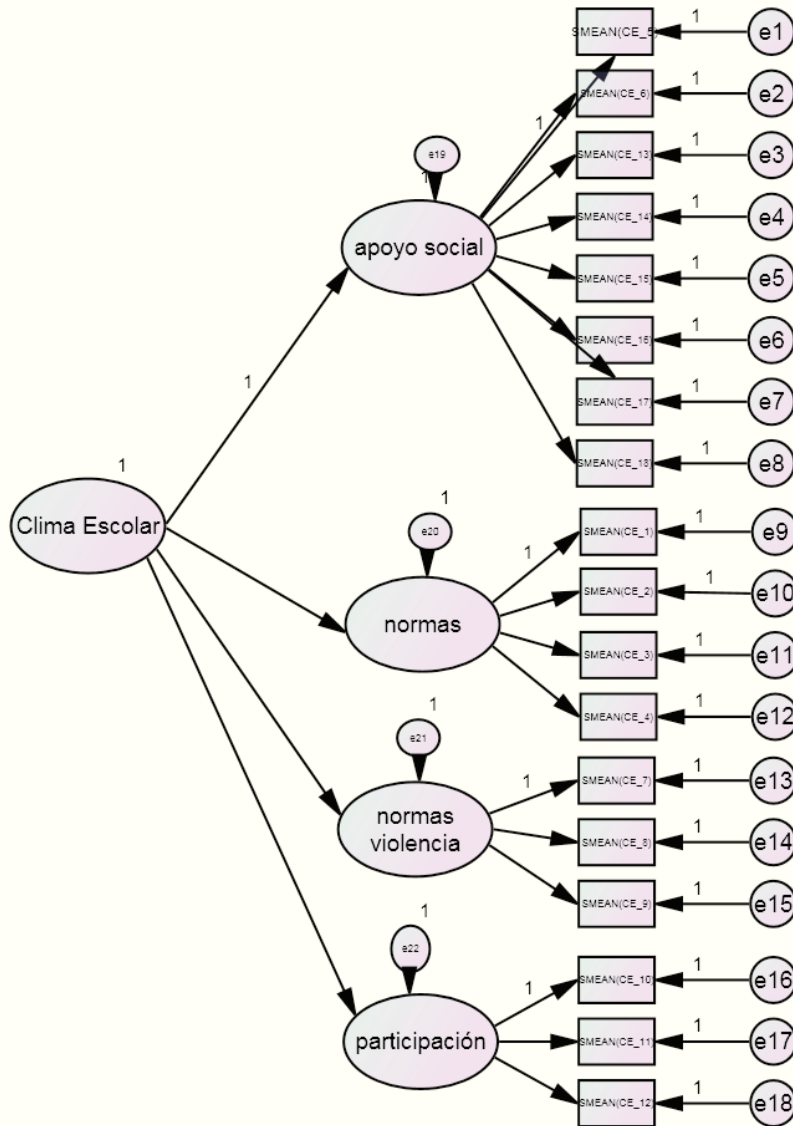 SMEAN(CE_5)
1
e1
SMEAN(CE_6)
1
e2
1
SMEAN(CE_13)
1
e3
e19
1
SMEAN(CE_14)
1
e4
apoyo social
SMEAN(CE_15)
1
e5
SMEAN(CE_16)
1
e6
1
SMEAN(CE_17)
1
e7
SMEAN(CE_18)
1
e8
1
Clima Escolar
1
e20
1
SMEAN(CE_1)
1
e9
SMEAN(CE_2)
1
e10
normas
SMEAN(CE_3)
1
e11
SMEAN(CE_4)
1
e12
1
e21
1
SMEAN(CE_7)
1
e13
normas
violencia
SMEAN(CE_8)
1
e14
SMEAN(CE_9)
1
e15
1
e22
1
SMEAN(CE_10)
1
e16
participación
SMEAN(CE_11)
1
e17
SMEAN(CE_12)
1
e18